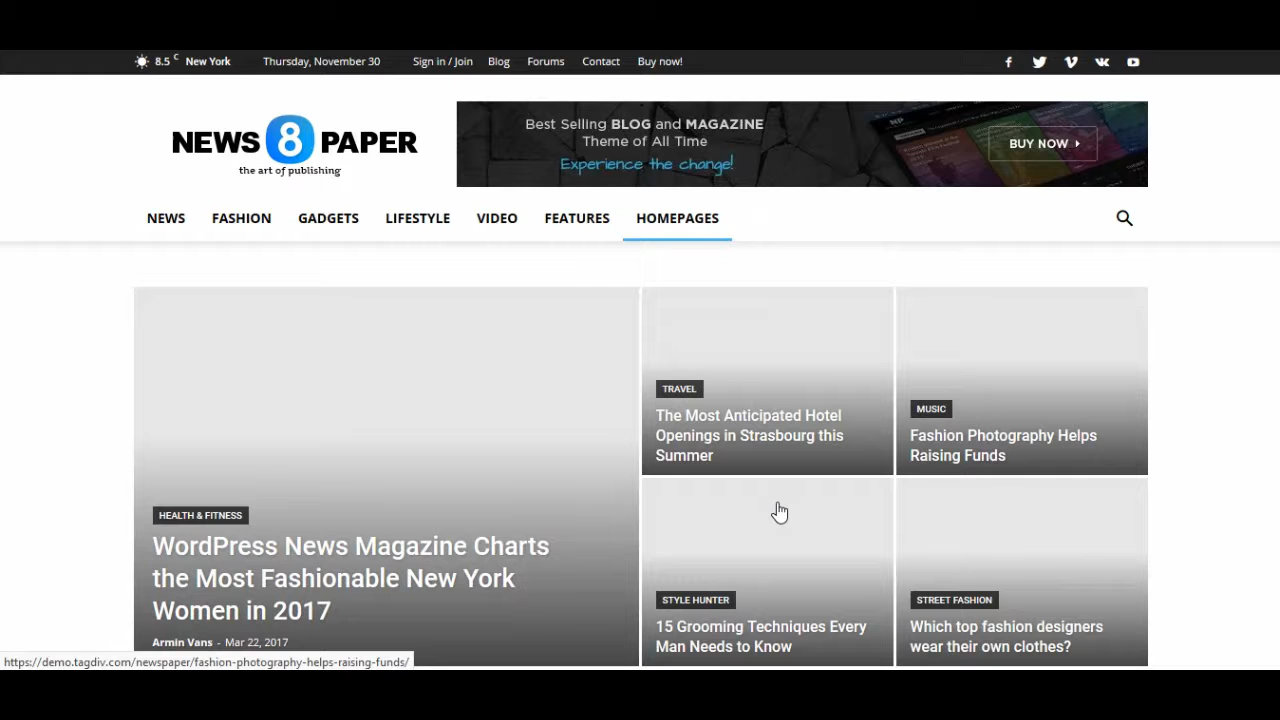 8.5 C New York Thursday, November 30 Sign in / Join Blog Forums Contact Buy now!
NEWS 8 PAPER
the art of publishing
Best Selling BLOG and MAGAZINE
Theme of All Time
Experience the change!
BUY NOW
NEWS FASHION GADGETS LIFESTYLE VIDEO FEATURES HOMEPAGES
HEALTH & FITNESS
WordPress News Magazine Charts
the Most Fashionable New York
Women in 2017
Armin Vans - Mar 22, 2017
TRAVEL
The Most Anticipated Hotel
Openings in Strasbourg this
Summer
MUSIC
Fashion Photography Helps
Raising Funds
STYLE HUNTER
15 Grooming Techniques Every
Man Needs to Know
STREET FASHION
Which top fashion designers
wear their own clothes?
https://demo.tagdiv.com/newspaper/fashion-photography-helps-raising-funds/